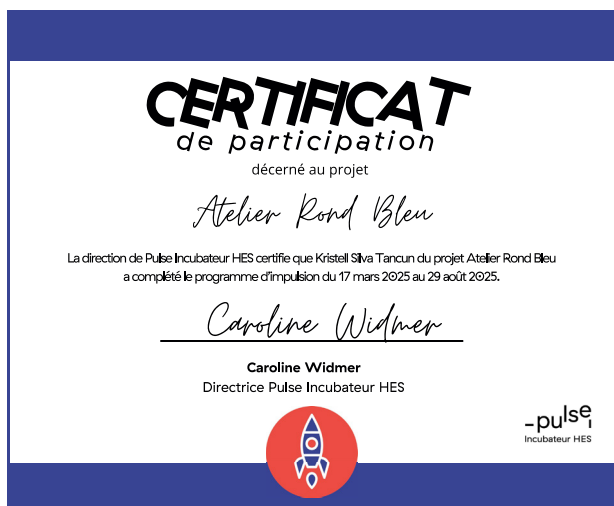 CERTIFICAT
de participation
décerné au projet
Atelier Rond Bleu
La direction de Pulse Incubateur HES certifie que Kristell Silva Tancun du projet Atelier Rond Bleu
a complété le programme d'impulsion du 17 mars 2025 au 29 août 2025.
Caroline Widmer
Caroline Widmer
Directrice Pulse Incubateur HES
-pulse
Incubateur HES